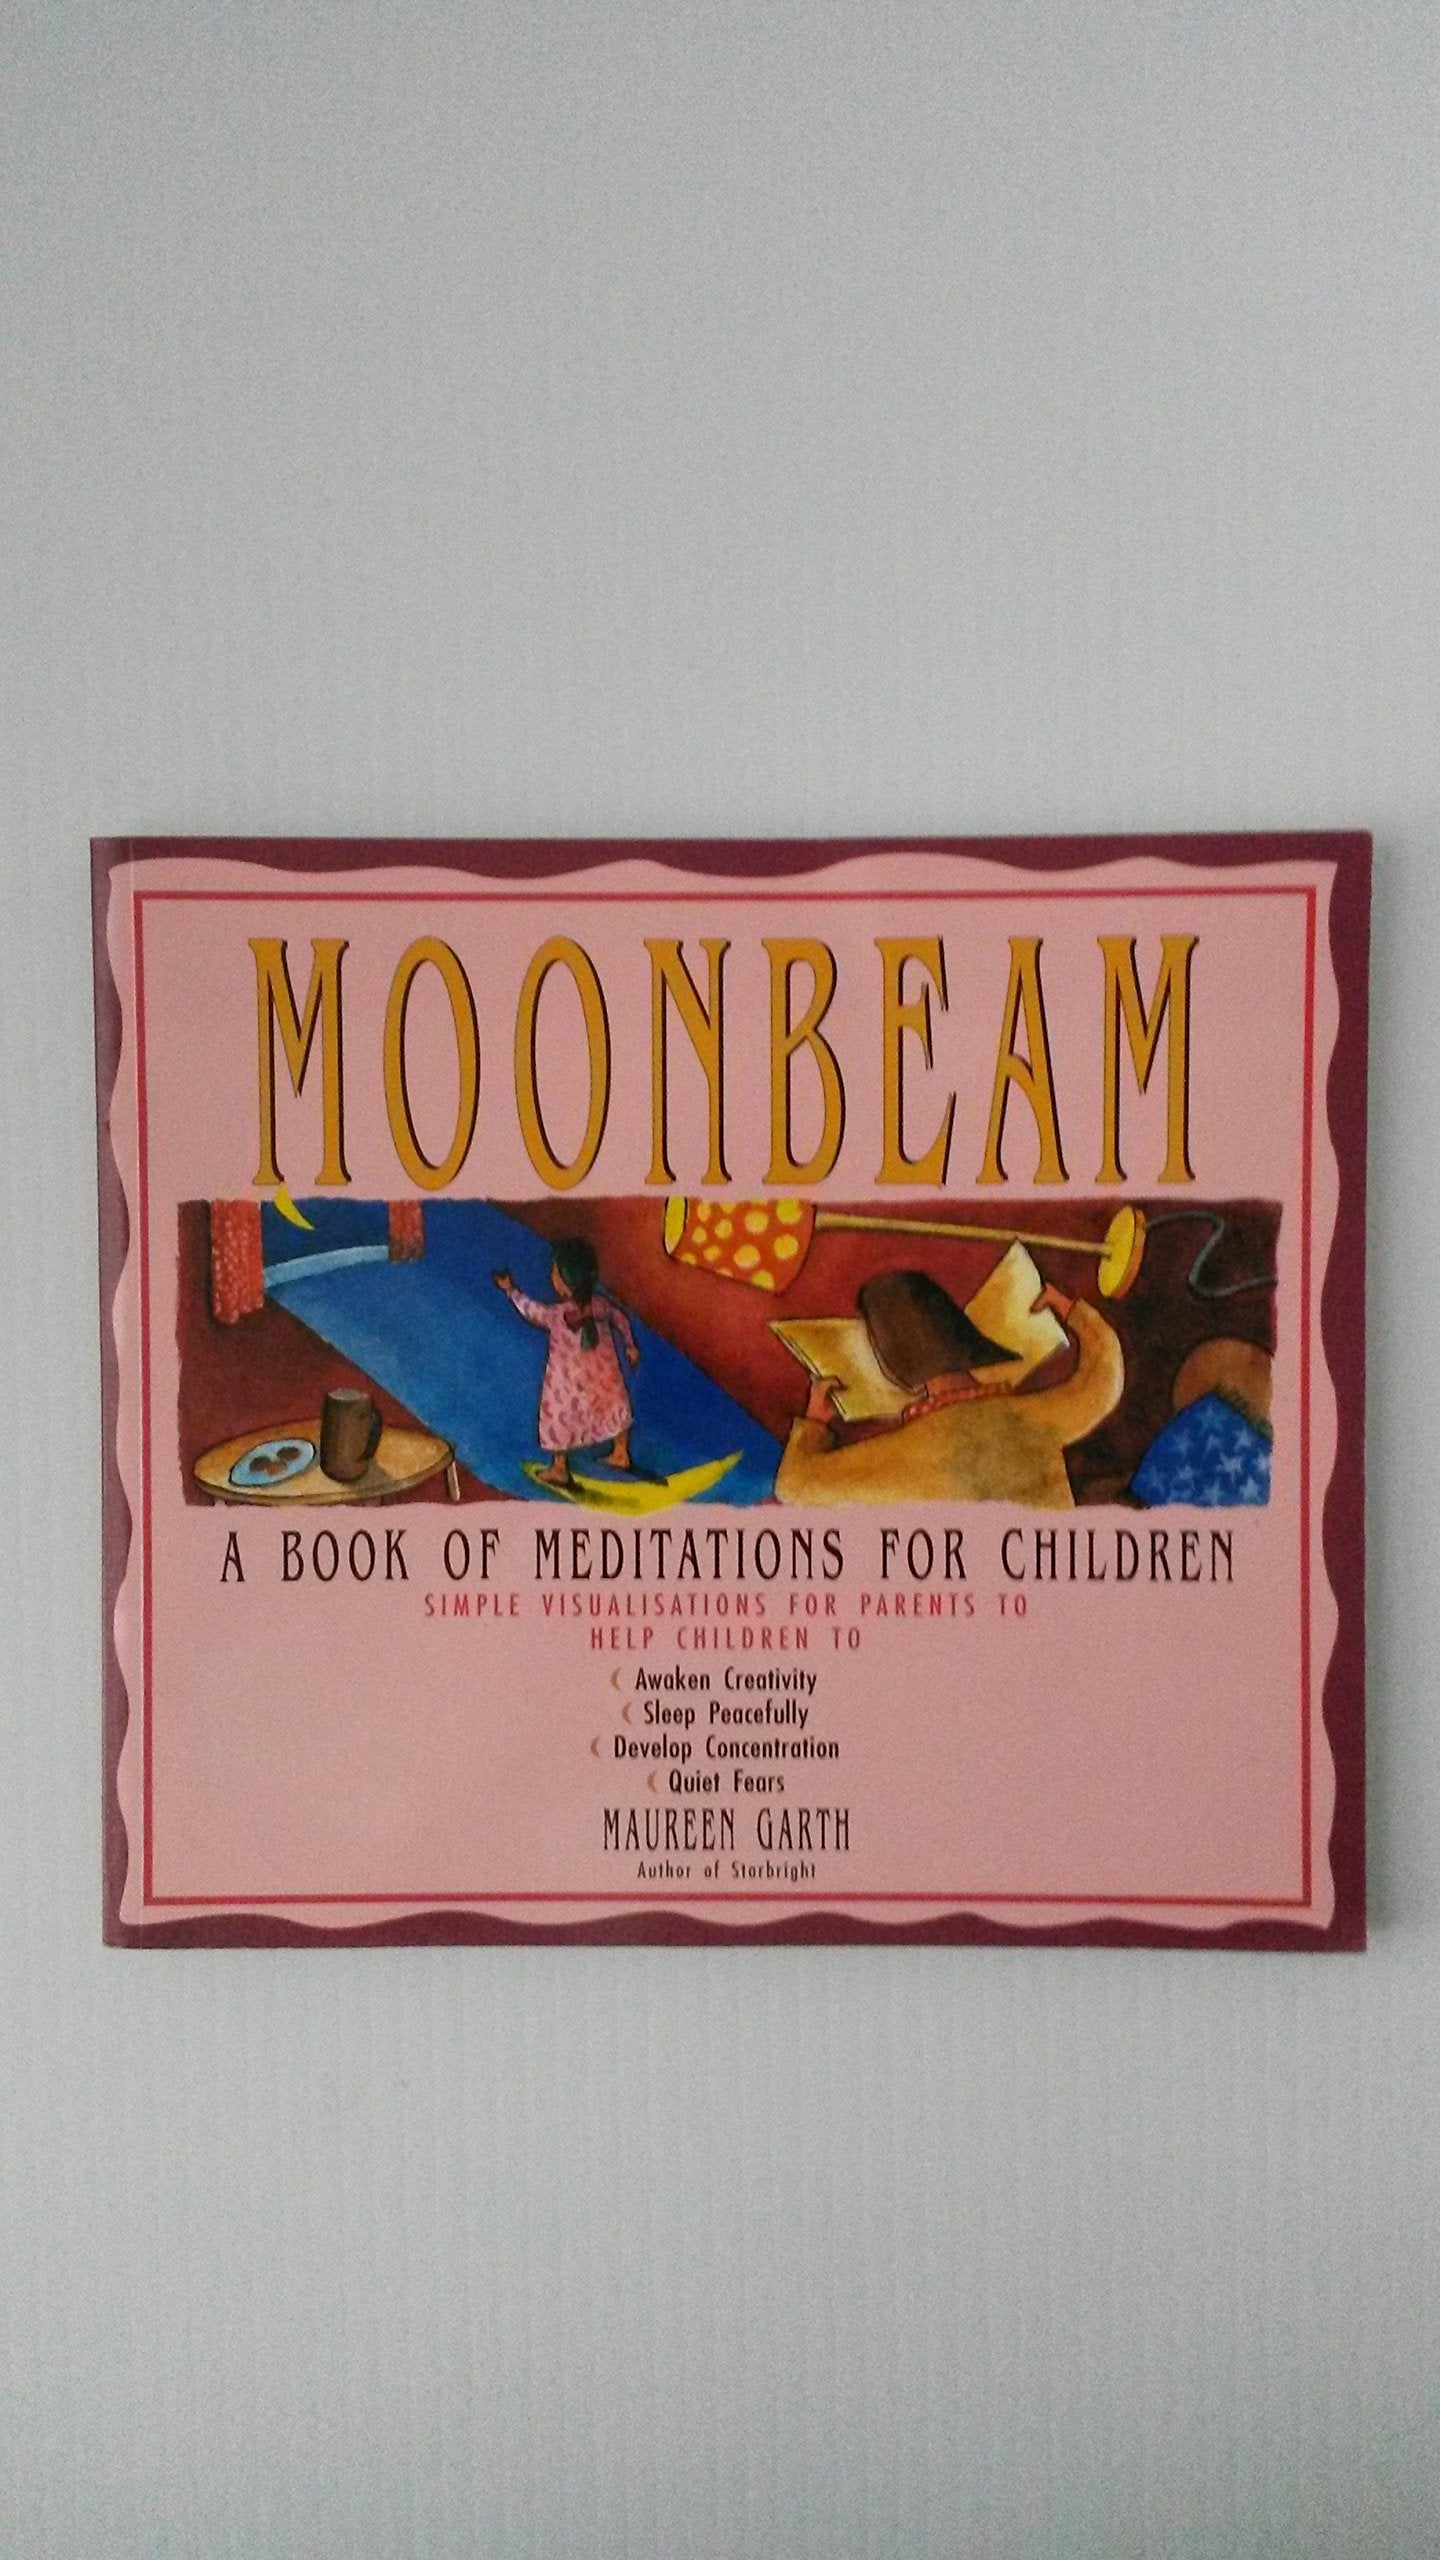 MOONBEAM
A BOOK OF MEDITATIONS FOR CHILDREN
SIMPLE VISUALISATIONS FOR PARENTS TO
HELP CHILDREN TO
Awaken Creativity
Sleep Peacefully
Develop Concentration
Quiet Fears
MAUREEN GARTH
Author of Starbright